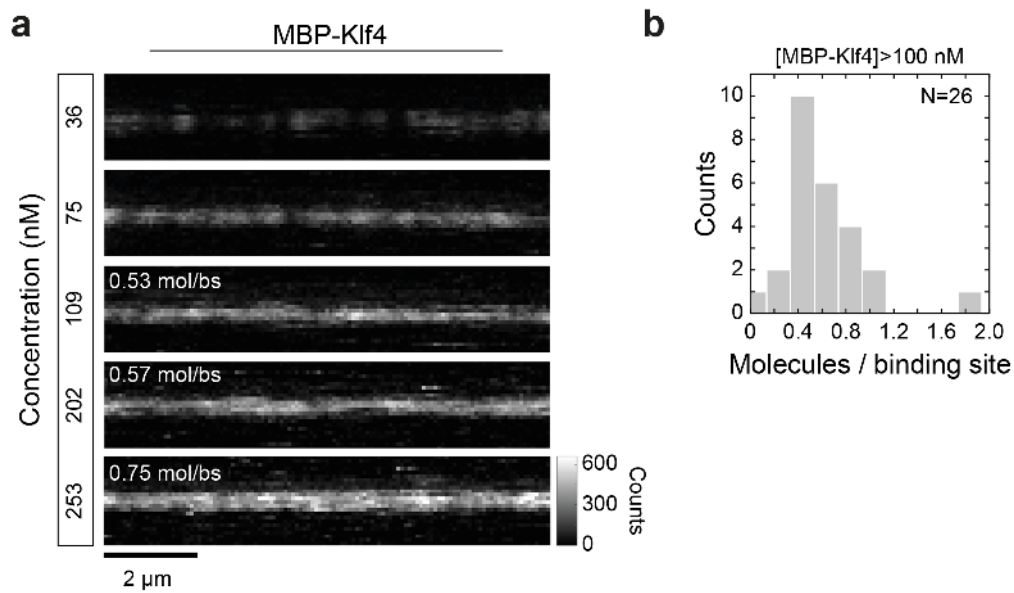 a
MBP-Klf4
Concentration (nM)
36
75
109
0.53 mol/bs
202
0.57 mol/bs
253
0.75 mol/bs
600
300
0
Counts
2 μm
b
[MBP-Klf4]>100 nM
N=26
Counts
10
8
6
4
2
0
0 0.4 0.8 1.2 1.6 2.0
Molecules / binding site